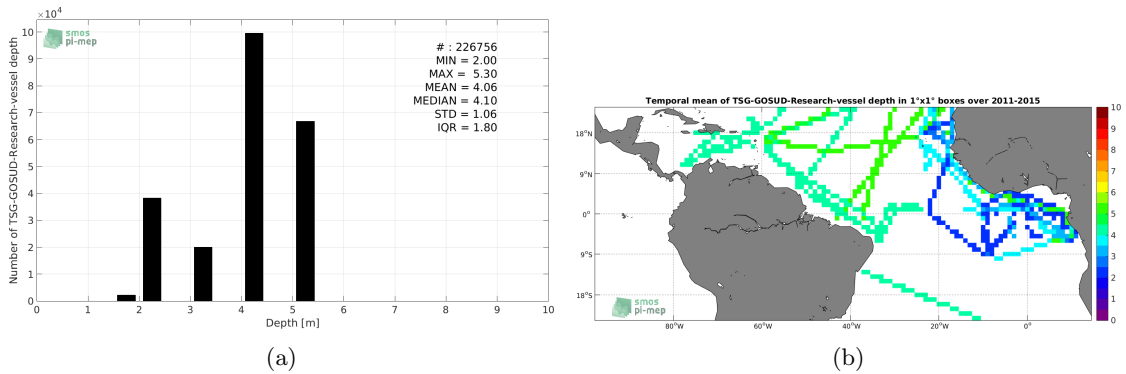 ×10⁴
smos
pi-mep
# : 226756
MIN = 2.00
MAX = 5.30
MEAN = 4.06
MEDIAN = 4.10
STD = 1.06
IQR = 1.80
Number of TSG-GOSUD-Research-vessel depth
10
9
8
7
6
5
4
3
2
1
0
0 1 2 3 4 5 6 7 8 9 10
Depth [m]
(a)
Temporal mean of TSG-GOSUD-Research-vessel depth in 1°x1° boxes over 2011-2015
18°N
9°N
0°
9°S
18°S
80°W 60°W 40°W 20°W 0°
smos
pi-mep
10
9
8
7
6
5
4
3
2
1
0
(b)